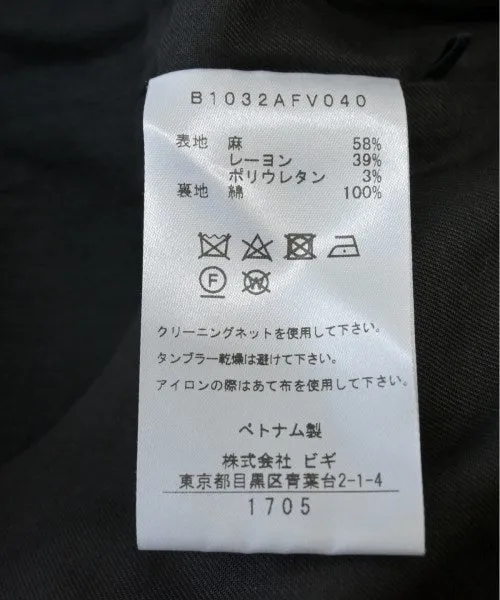 B1032AFV040
表地 麻 58%
レーヨン 39%
ポリウレタン 3%
裏地 綿 100%
F W
クリーニングネットを使用して下さい。
タンブラー乾燥は避けて下さい。
アイロンの際はあて布を使用して下さい。
ベトナム製
株式会社 ビギ
東京都目黒区青葉台2-1-4
1705